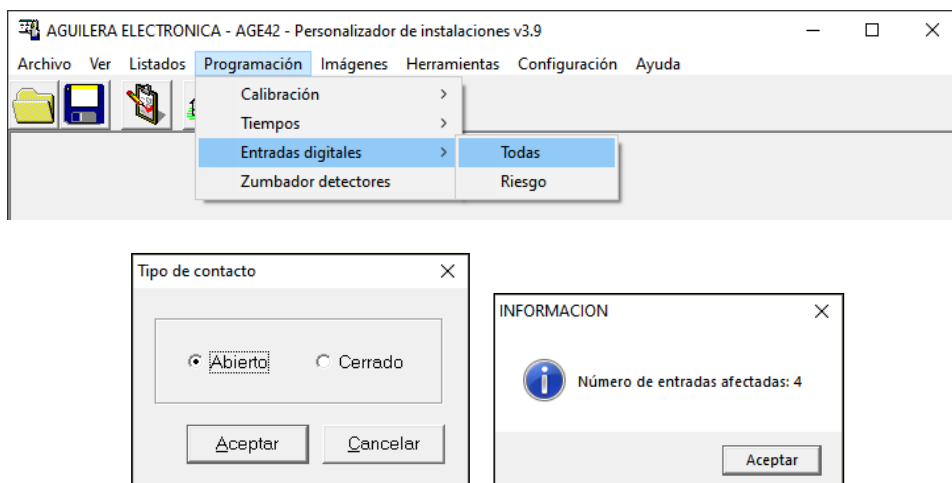 AGUILERA ELECTRONICA - AGE42 - Personalizador de instalaciones v3.9
Archivo Ver Listados Programación Imágenes Herramientas Configuración Ayuda
Calibración
Tiempos
Entradas digitales
Todas
Zumbador detectores
Riesgo
Tipo de contacto
Abierto
Cerrado
Aceptar
Cancelar
INFORMACION
Número de entradas afectadas: 4
Aceptar